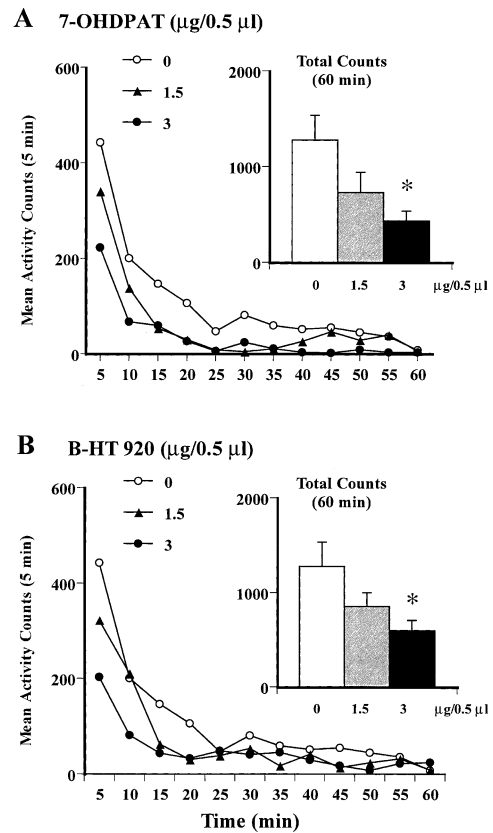 A 7-OHDPAT (μg/0.5 μl)
600
400
200
0
Mean Activity Counts (5 min)
0
1.5
3
Total Counts
(60 min)
2000
1000
0
*
0 1.5 3 μg/0.5 μl
5 10 15 20 25 30 35 40 45 50 55 60
B B-HT 920 (μg/0.5 μl)
600
400
200
0
Mean Activity Counts (5 min)
0
1.5
3
Total Counts
(60 min)
2000
1000
0
*
0 1.5 3 μg/0.5 μl
5 10 15 20 25 30 35 40 45 50 55 60
Time (min)